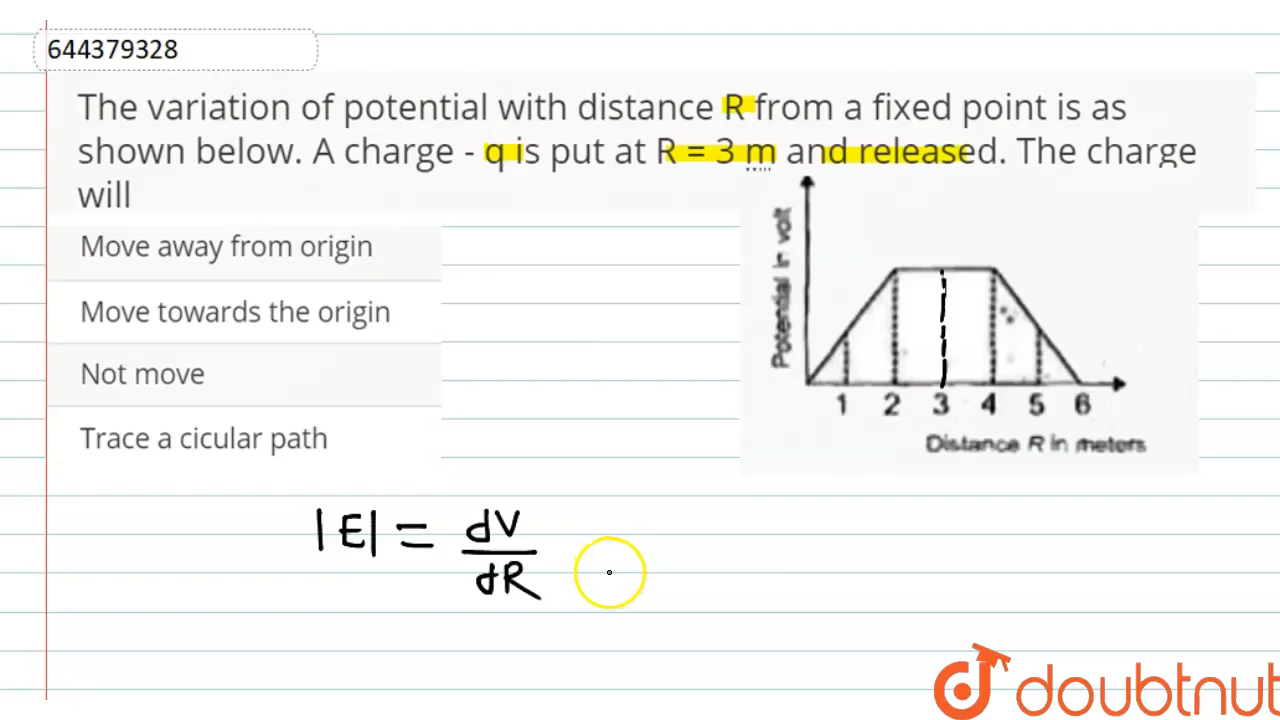 644379328
The variation of potential with distance R from a fixed point is as
shown below. A charge - q is put at R = 3 m and released. The charge
will
Move away from origin
Move towards the origin
Not move
Trace a cicular path
Potential in volt
1 2 3 4 5 6
Distance R in meters
|E| = dV
dR
doubtnut